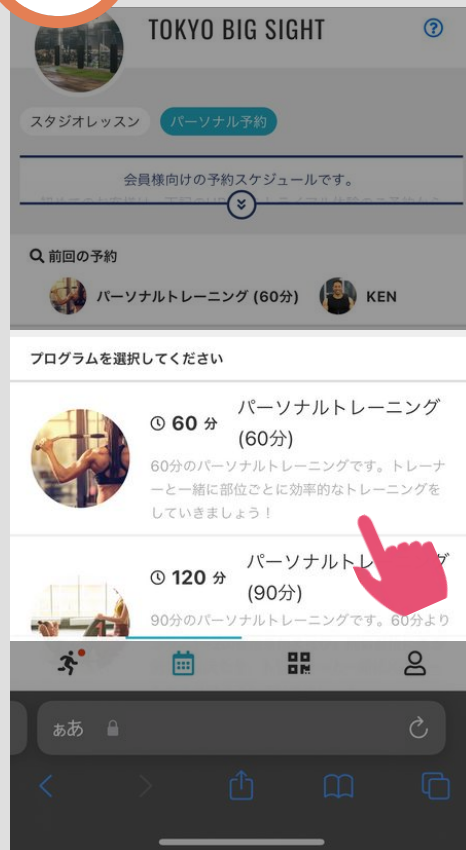 TOKYO BIG SIGHT
スタジオレッスン パーソナル予約
会員様向けの予約スケジュールです。
前回の予約
パーソナルトレーニング (60分) KEN
プログラムを選択してください
60 分
パーソナルトレーニング
(60分)
60分のパーソナルトレーニングです。トレーナ
ーと一緒に部位ごとに効率的なトレーニングを
していきましょう！
120 分
パーソナルトレ
(90分)
90分のパーソナルトレーニングです。60分より
ぁあ